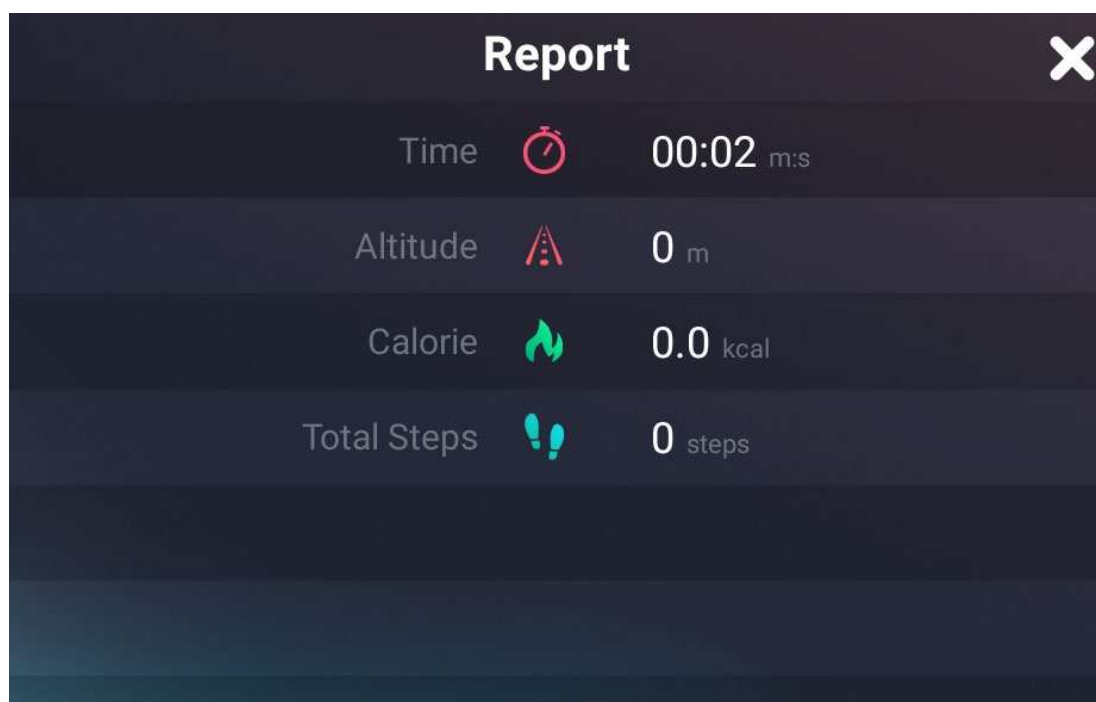 Report
Time 00:02 m:s
Altitude 0 m
Calorie 0.0 kcal
Total Steps 0 steps